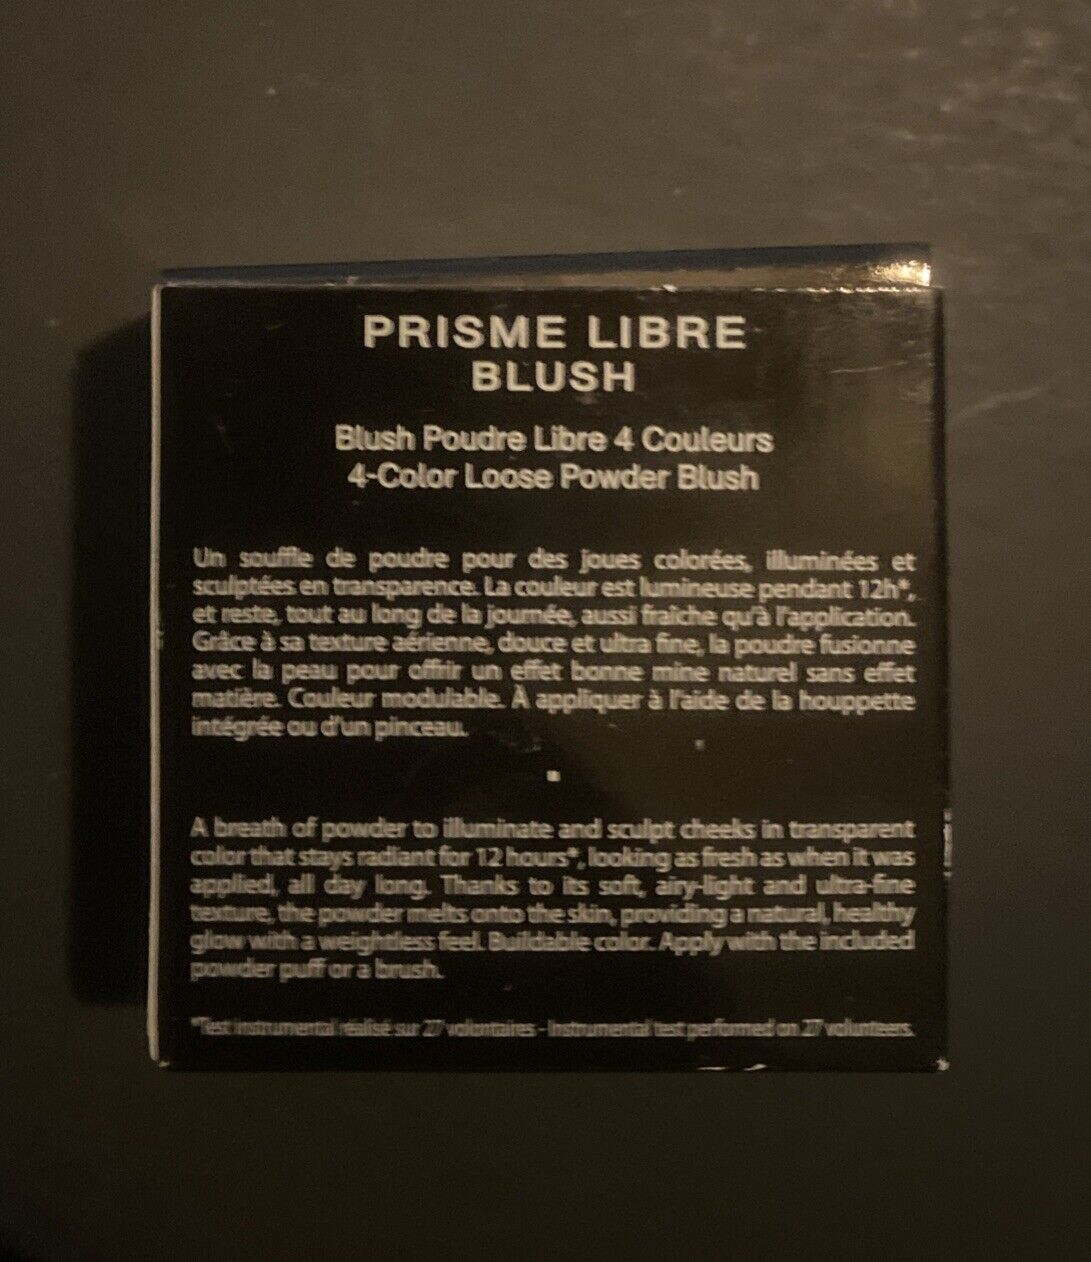 PRISME LIBRE
BLUSH
Blush Poudre Libre 4 Couleurs
4-Color Loose Powder Blush
Un souffle de poudre pour des joues colorées, illuminées et
sculptées en transparence. La couleur est lumineuse pendant 12h*,
et reste, tout au long de la journée, aussi fraîche qu'à l'application.
Grâce à sa texture aérienne, douce et ultra fine, la poudre fusionne
avec la peau pour offrir un effet bonne mine naturel sans effet
matière. Couleur modulable. À appliquer à l'aide de la houppette
intégrée ou d'un pinceau.
A breath of powder to illuminate and sculpt cheeks in transparent
color that stays radiant for 12 hours*, looking as fresh as when it was
applied, all day long. Thanks to its soft, airy-light and ultra-fine
texture, the powder melts onto the skin, providing a natural, healthy
glow with a weightless feel. Buildable color. Apply with the included
powder puff or a brush.
*Test instrumental réalisé sur 27 volontaires - Instrumental test performed on 27 volunteers.